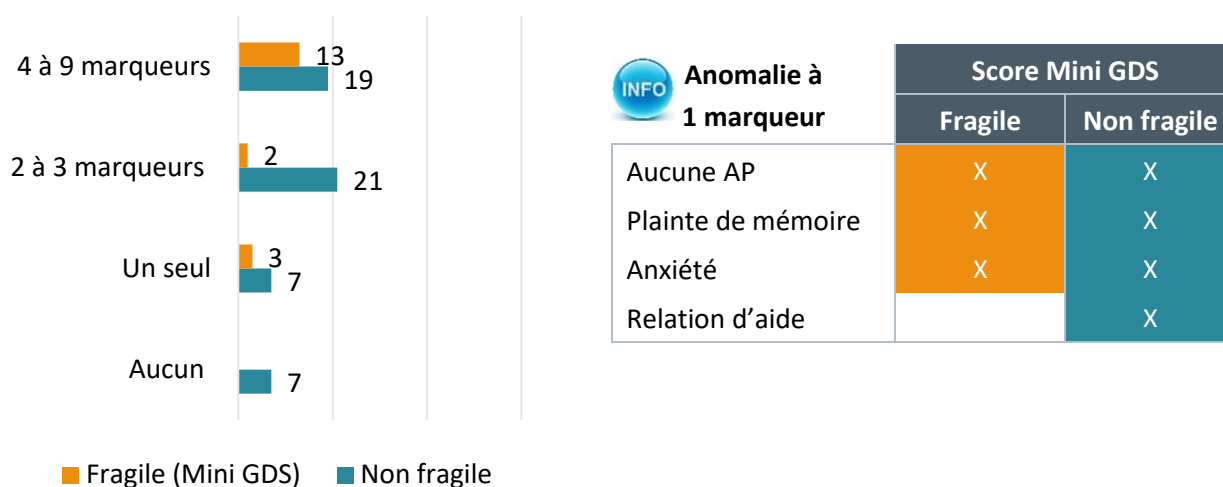 4 à 9 marqueurs
13
19
2 à 3 marqueurs
2
21
Un seul
3
7
Aucun
7
Fragile (Mini GDS) Non fragile
INFO
Anomalie à
1 marqueur
Score Mini GDS
Fragile Non fragile
Aucune AP X X
Plainte de mémoire X X
Anxiété X X
Relation d’aide X